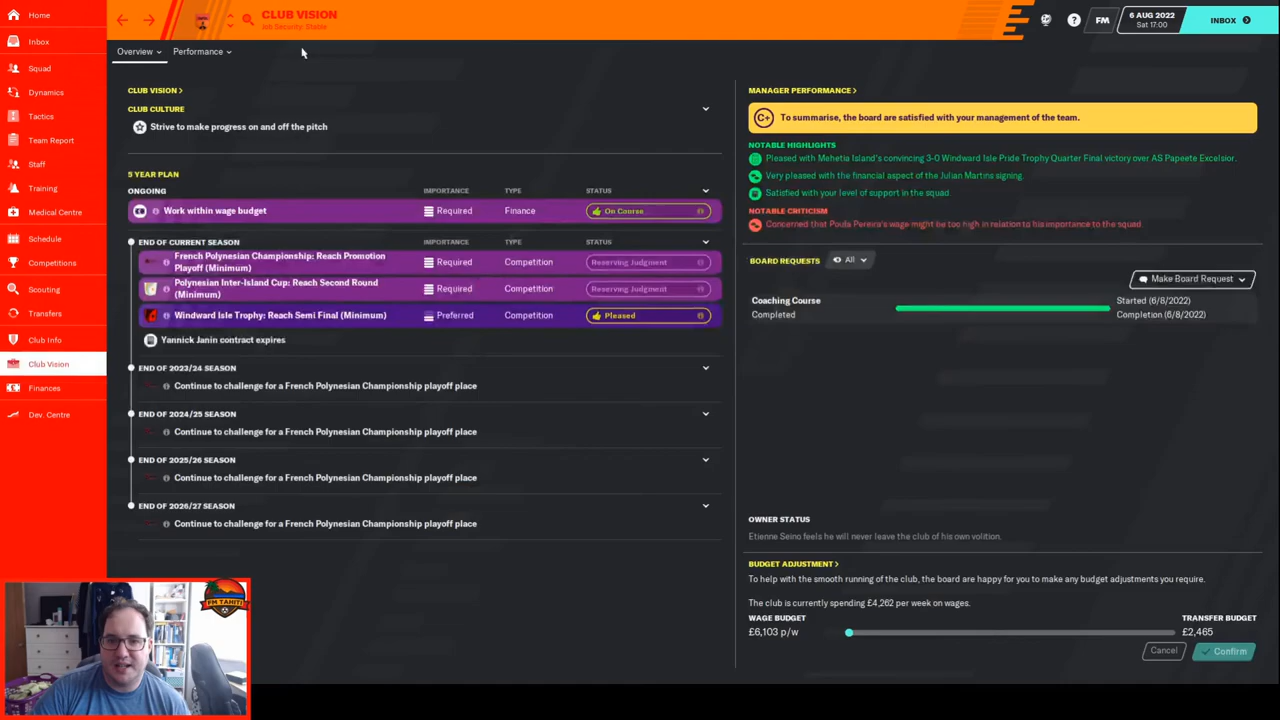 Home
Inbox
Squad
Dynamics
Tactics
Team Report
Staff
Training
Medical Centre
Schedule
Competitions
Scouting
Transfers
Club Info
Club Vision
Finances
Dev. Centre
CLUB VISION
Job Security: Stable
?
FM
6 AUG 2022
Sat 17:00
INBOX
Overview
Performance
CLUB VISION >
CLUB CULTURE
Strive to make progress on and off the pitch
5 YEAR PLAN
ONGOING IMPORTANCE TYPE STATUS
Work within wage budget Required Finance On Course
END OF CURRENT SEASON IMPORTANCE TYPE STATUS
French Polynesian Championship: Reach Promotion
Playoff (Minimum) Required Competition Reserving Judgment
Polynesian Inter-Island Cup: Reach Second Round
(Minimum) Required Competition Reserving Judgment
Windward Isle Trophy: Reach Semi Final (Minimum) Preferred Competition Pleased
Yannick Janin contract expires
END OF 2023/24 SEASON
Continue to challenge for a French Polynesian Championship playoff place
END OF 2024/25 SEASON
Continue to challenge for a French Polynesian Championship playoff place
END OF 2025/26 SEASON
Continue to challenge for a French Polynesian Championship playoff place
END OF 2026/27 SEASON
Continue to challenge for a French Polynesian Championship playoff place
MANAGER PERFORMANCE >
C+ To summarise, the board are satisfied with your management of the team.
NOTABLE HIGHLIGHTS
Pleased with Mehetia Island's convincing 3-0 Windward Isle Pride Trophy Quarter Final victory over AS Papeete Excelsior.
Very pleased with the financial aspect of the Julian Martins signing.
Satisfied with your level of support in the squad.
NOTABLE CRITICISM
Concerned that Poula Pereira's wage might be too high in relation to his importance to the squad.
BOARD REQUESTS All
Make Board Request
Coaching Course Started (6/8/2022)
Completed Completion (6/8/2022)
OWNER STATUS
Etienne Seino feels he will never leave the club of his own volition.
BUDGET ADJUSTMENT >
To help with the smooth running of the club, the board are happy for you to make any budget adjustments you require.
The club is currently spending £4,262 per week on wages.
WAGE BUDGET TRANSFER BUDGET
£6,103 p/w £2,465
Cancel Confirm
FM TAHITI